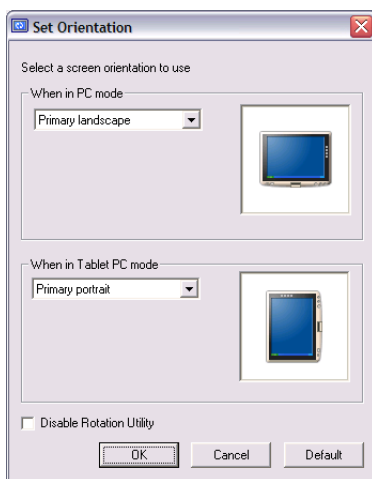 Set Orientation
Select a screen orientation to use
When in PC mode
Primary landscape
When in Tablet PC mode
Primary portrait
Disable Rotation Utility
OK
Cancel
Default